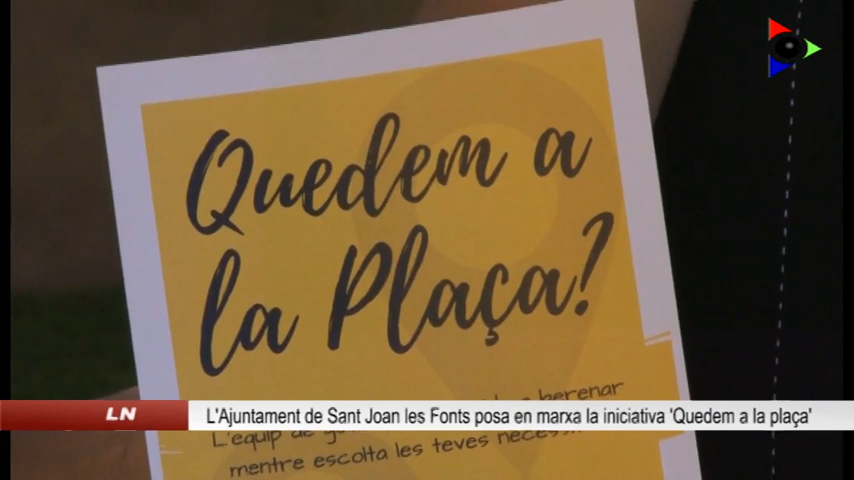 Quedem a
la Plaça?
berenar
L'equip de
mentre escolta les teves
LN
L'Ajuntament de Sant Joan les Fonts posa en marxa la iniciativa 'Quedem a la plaça'